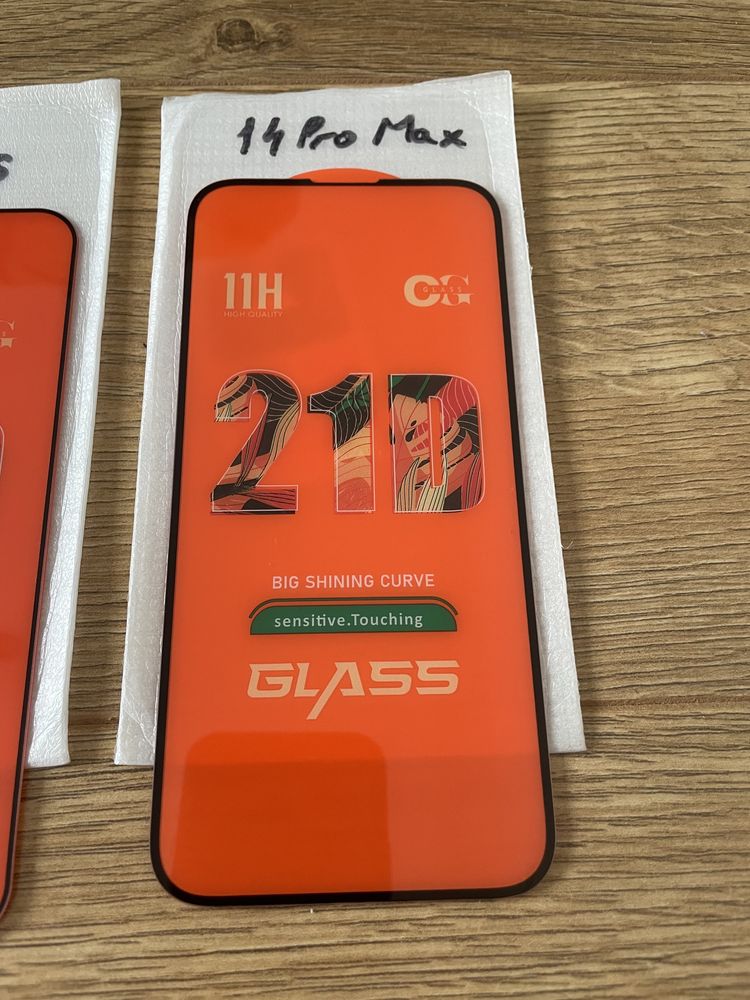 14 Pro Max
11H
HIGH QUALITY
OG
GLASS
21D
BIG SHINING CURVE
sensitive.Touching
GLASS